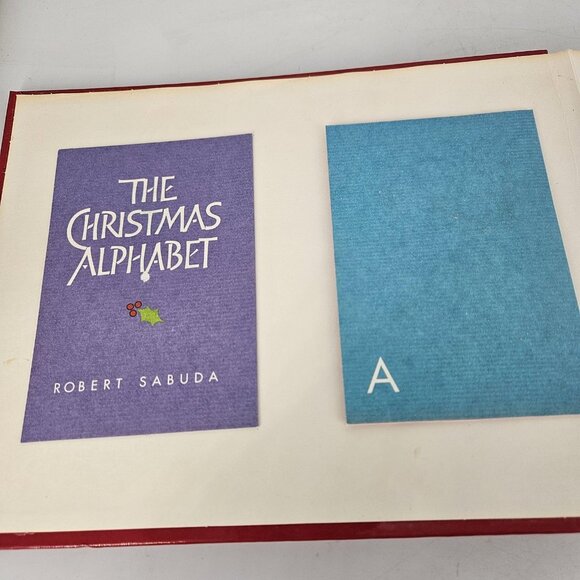 THE
CHRISTMAS
ALPHABET
ROBERT SABUDA
A